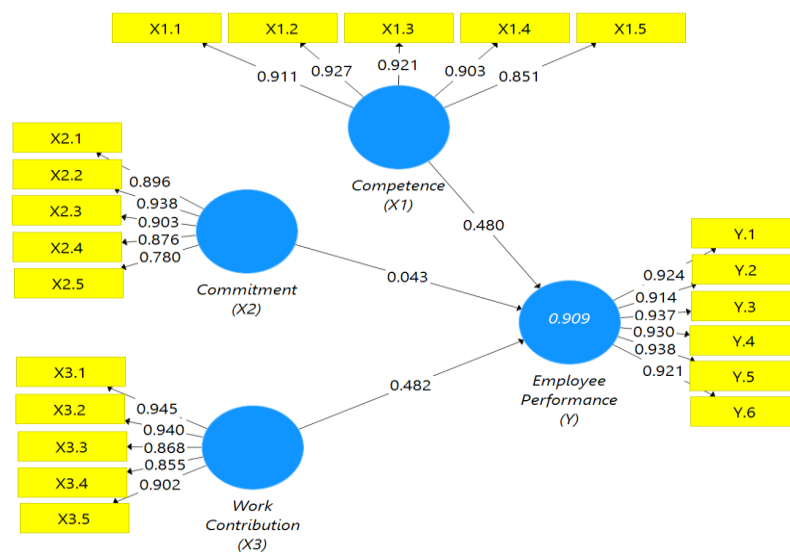 X1.1
X1.2
X1.3
X1.4
X1.5
0.911
0.927
0.921
0.903
0.851
Competence
(X1)
X2.1
X2.2
X2.3
X2.4
X2.5
0.896
0.938
0.903
0.876
0.780
Commitment
(X2)
0.480
0.043
0.482
X3.1
X3.2
X3.3
X3.4
X3.5
0.945
0.940
0.868
0.855
0.902
Work
Contribution
(X3)
0.909
Employee
Performance
(Y)
0.924
0.914
0.937
0.930
0.938
0.921
Y.1
Y.2
Y.3
Y.4
Y.5
Y.6